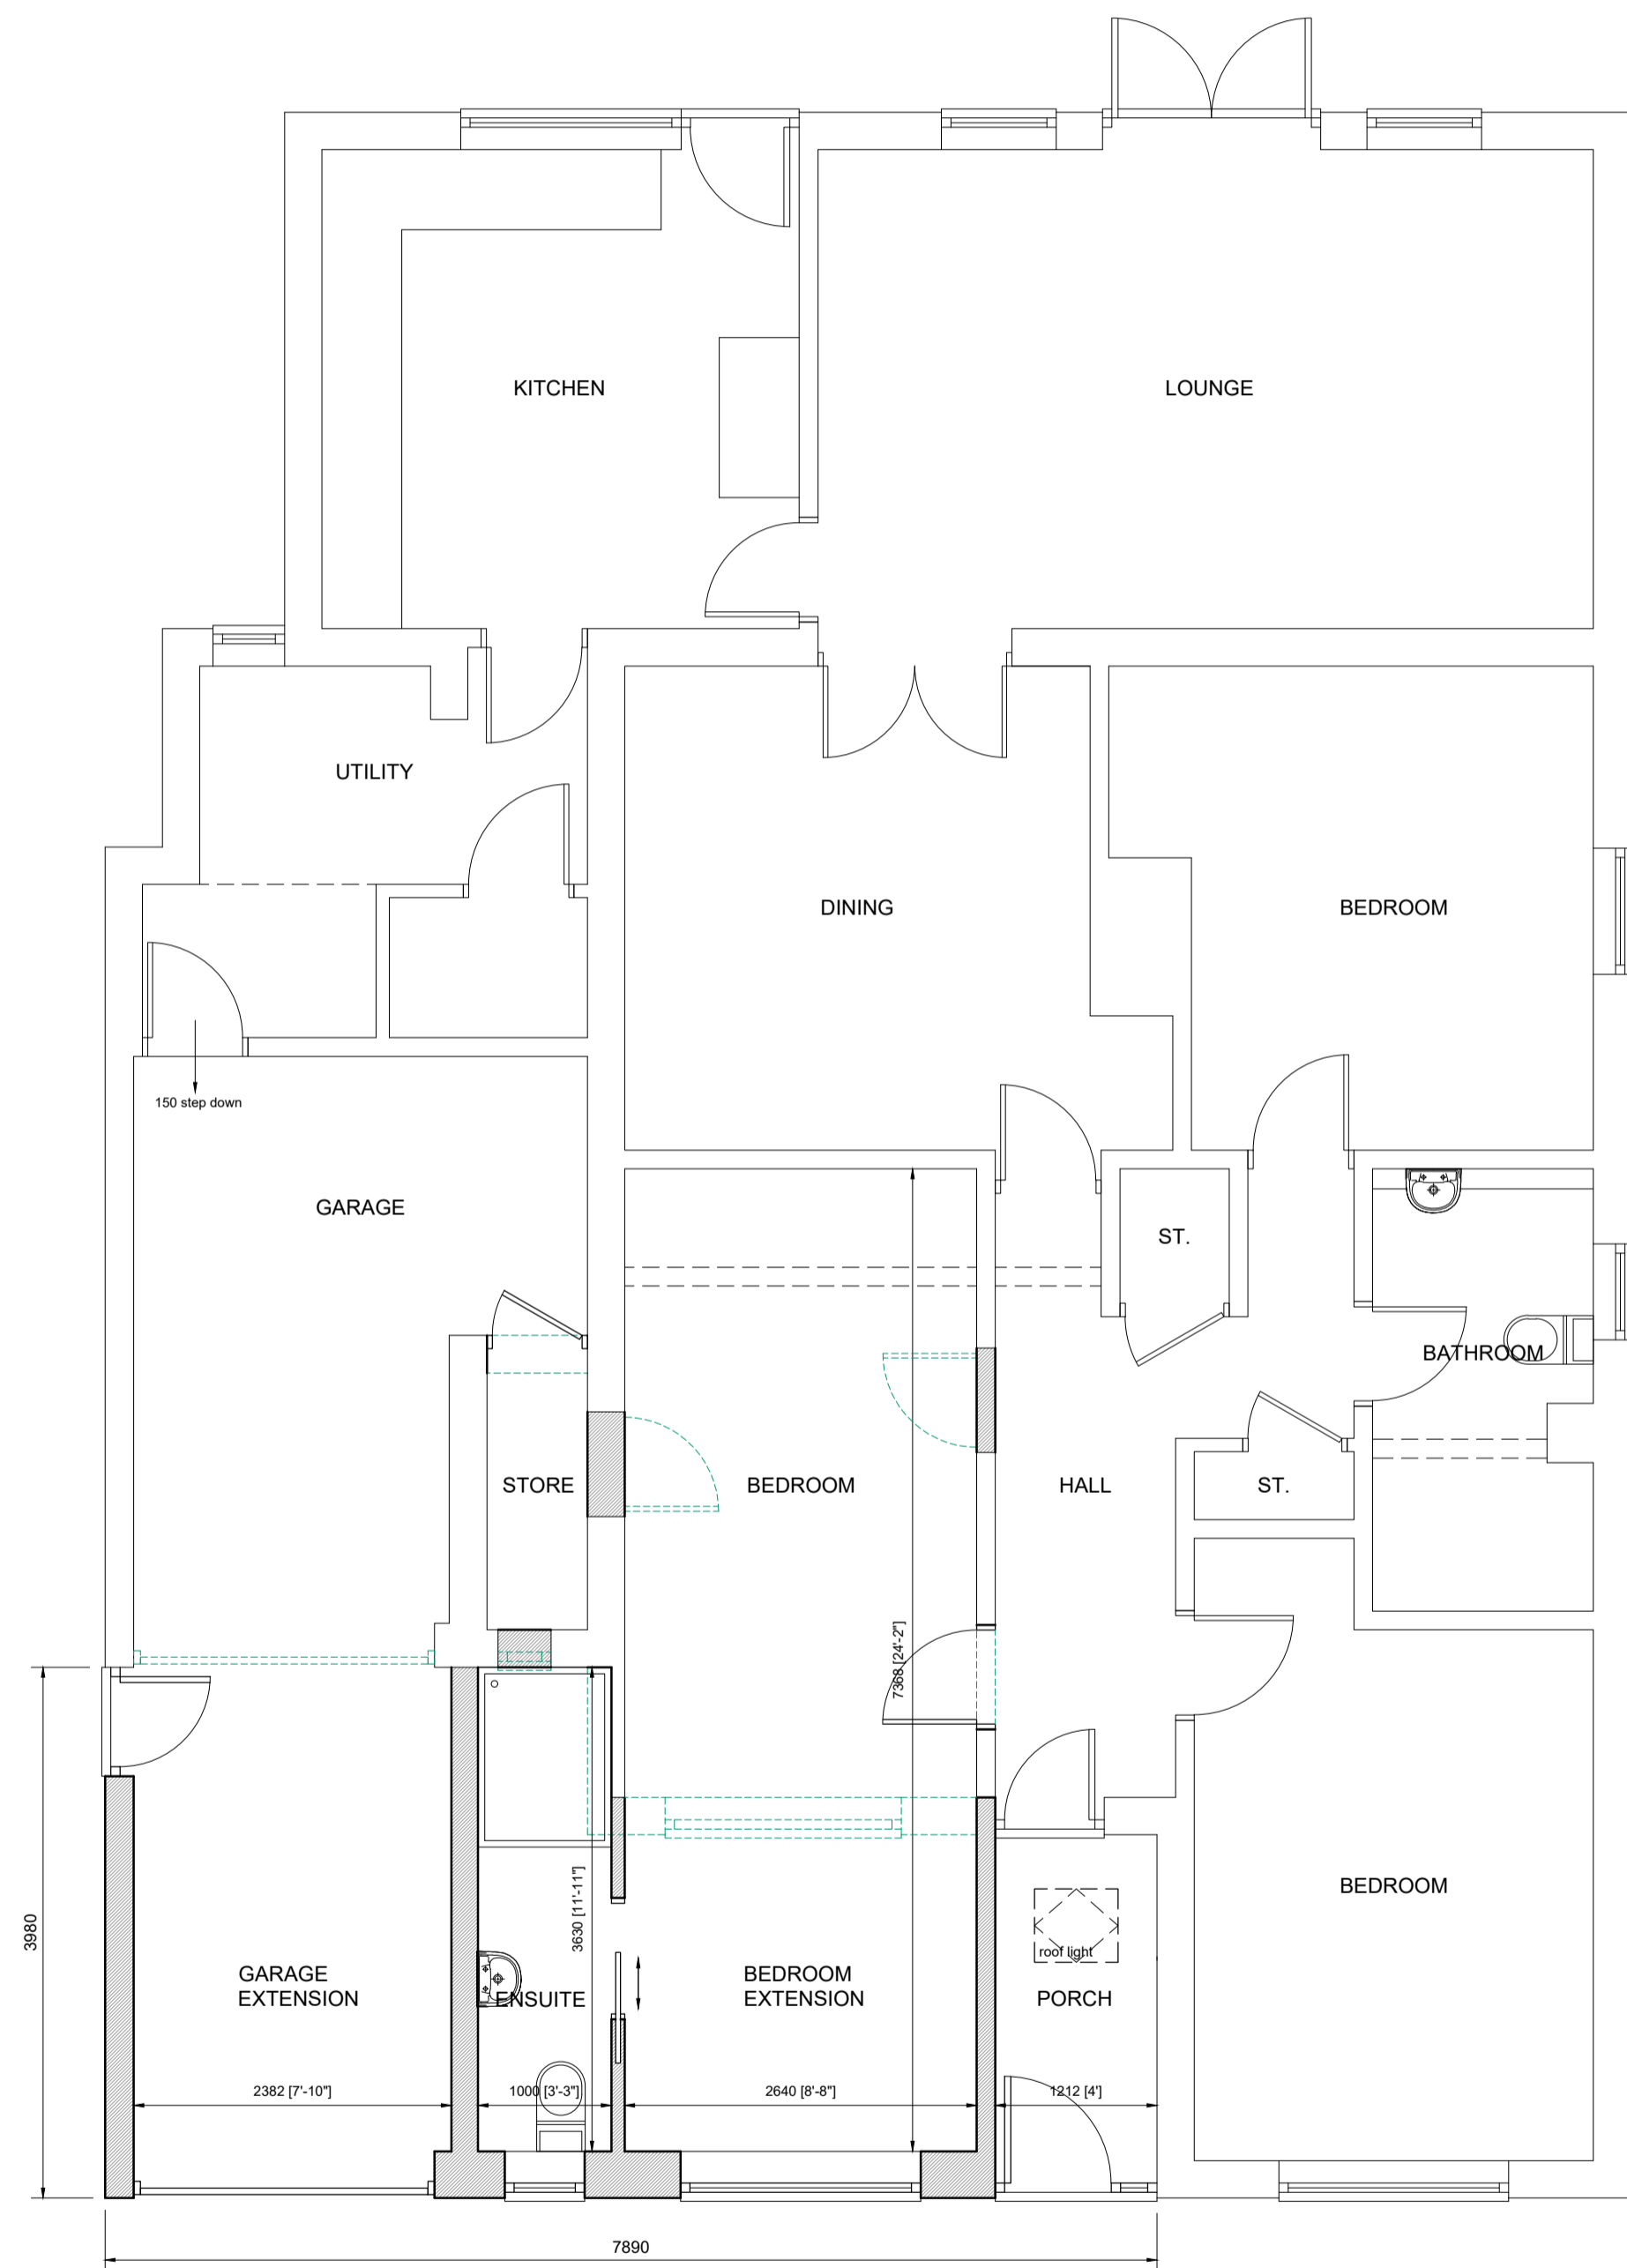 KITCHEN
LOUNGE
UTILITY
DINING
BEDROOM
150 step down
GARAGE
ST.
BATHROOM
STORE
BEDROOM
HALL
ST.
7368 [24'-2"]
BEDROOM
3630 [11'-11"]
3980
roof light
GARAGE
EXTENSION
ENSUITE
BEDROOM
EXTENSION
PORCH
2382 [7'-10"]
1000 [3'-3"]
2640 [8'-8"]
1212 [4']
7890